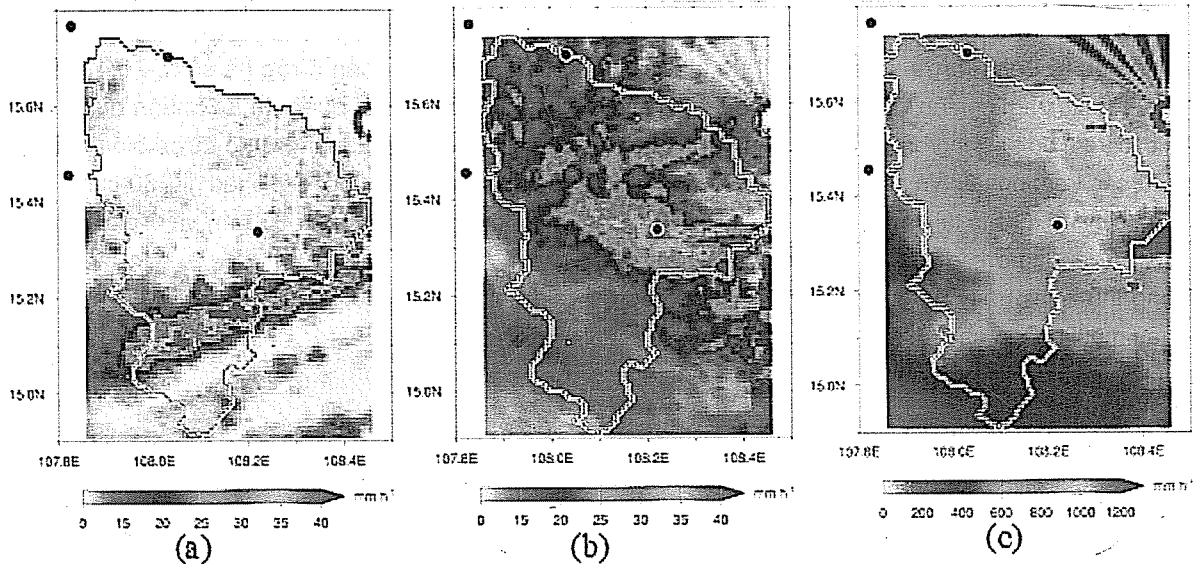 15.6N
15.4N
15.2N
15.0N
107.8E 108.0E 108.2E 108.4E
0 15 20 25 30 35 40 mm h⁻¹
(a)
15.6N
15.4N
15.2N
15.0N
107.8E 108.0E 108.2E 108.4E
0 10 15 20 25 30 35 40 mm h⁻¹
(b)
15.6N
15.4N
15.2N
15.0N
107.8E 108.0E 108.2E 108.4E
0 200 400 600 800 1000 1200 mm h⁻¹
(c)